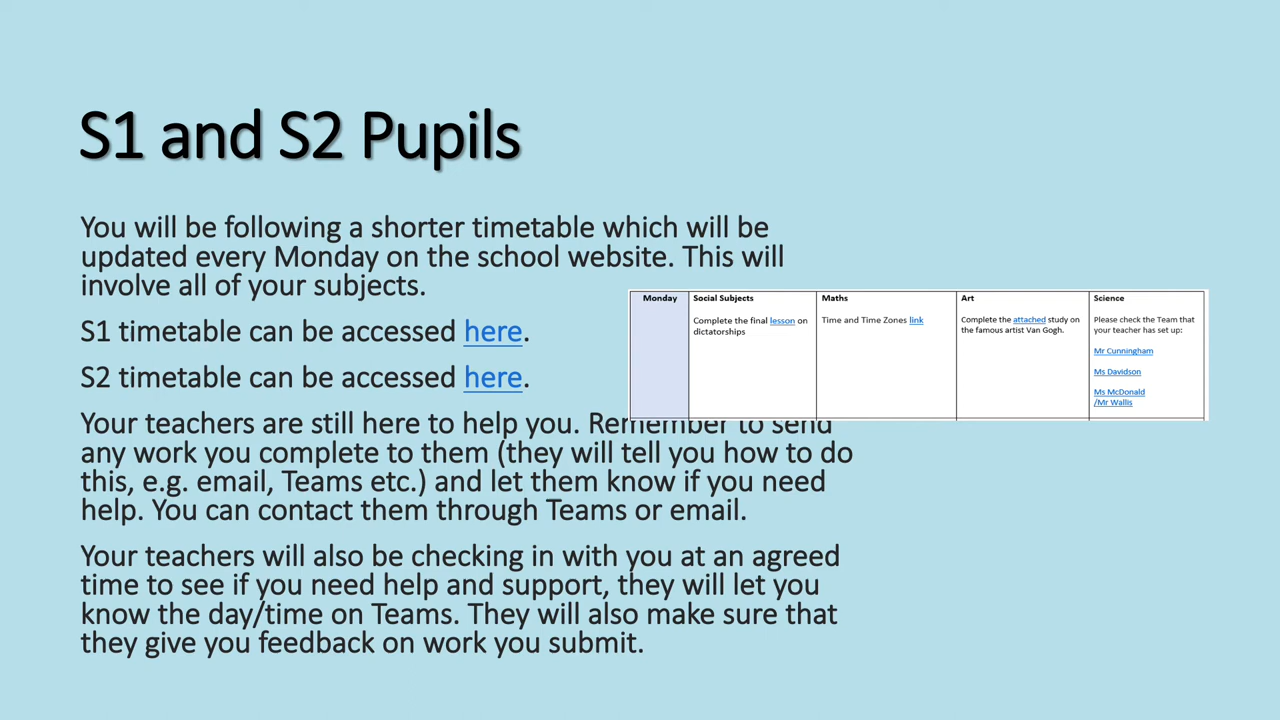 S1 and S2 Pupils
You will be following a shorter timetable which will be
updated every Monday on the school website. This will
involve all of your subjects.
S1 timetable can be accessed here.
S2 timetable can be accessed here.
Monday
Social Subjects
Complete the final lesson on
dictatorships
Maths
Time and Time Zones link
Art
Complete the attached study on
the famous artist Van Gogh.
Science
Please check the Team that
your teacher has set up:
Mr Cunningham
Ms Davidson
Ms McDonald
/Mr Wallis
Your teachers are still here to help you. Remember to send
any work you complete to them (they will tell you how to do
this, e.g. email, Teams etc.) and let them know if you need
help. You can contact them through Teams or email.
Your teachers will also be checking in with you at an agreed
time to see if you need help and support, they will let you
know the day/time on Teams. They will also make sure that
they give you feedback on work you submit.